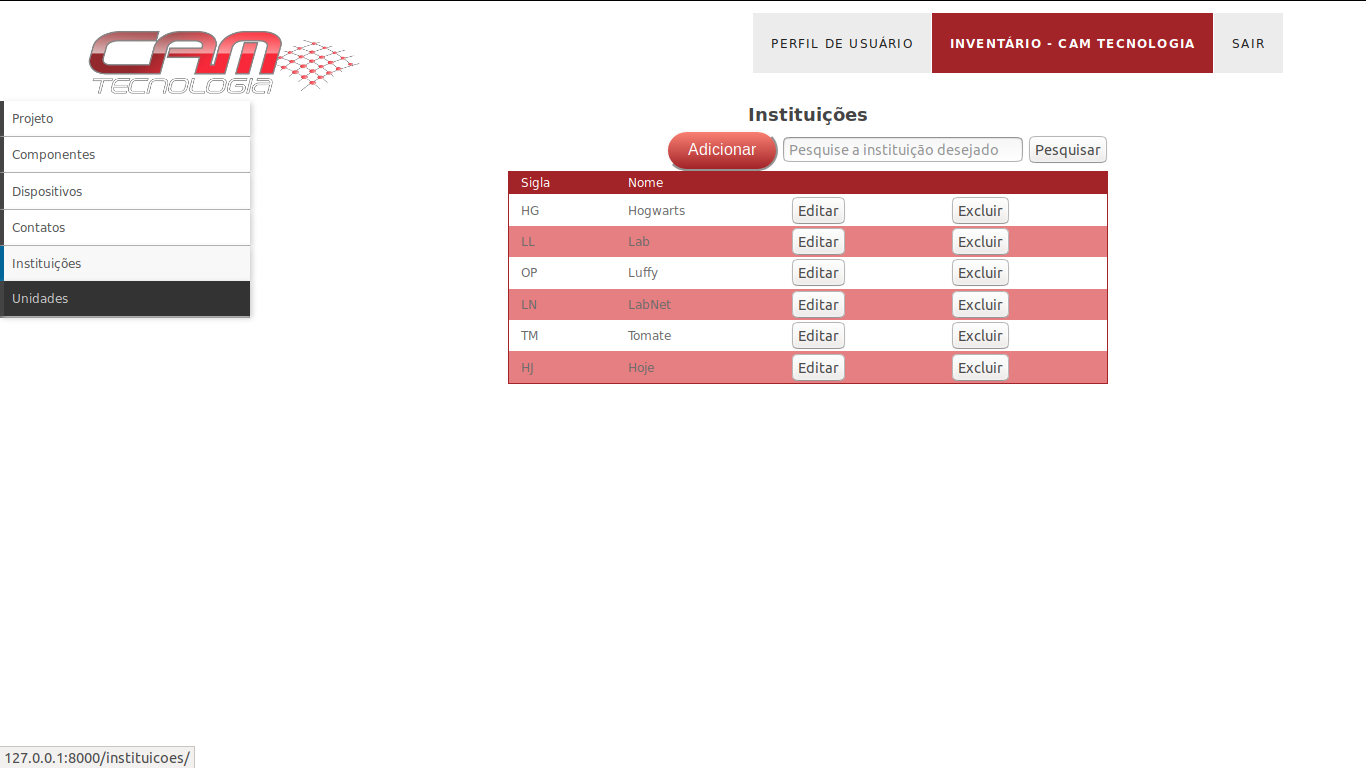 CAM
TECNOLOGIA
PERFIL DE USUÁRIO
INVENTÁRIO - CAM TECNOLOGIA
SAIR
Projeto
Componentes
Dispositivos
Contatos
Instituições
Unidades
Instituições
Adicionar Pesquise a instituição desejado Pesquisar
Sigla Nome
HG Hogwarts Editar Excluir
LL Lab Editar Excluir
OP Luffy Editar Excluir
LN LabNet Editar Excluir
TM Tomate Editar Excluir
HJ Hoje Editar Excluir
127.0.0.1:8000/instituicoes/